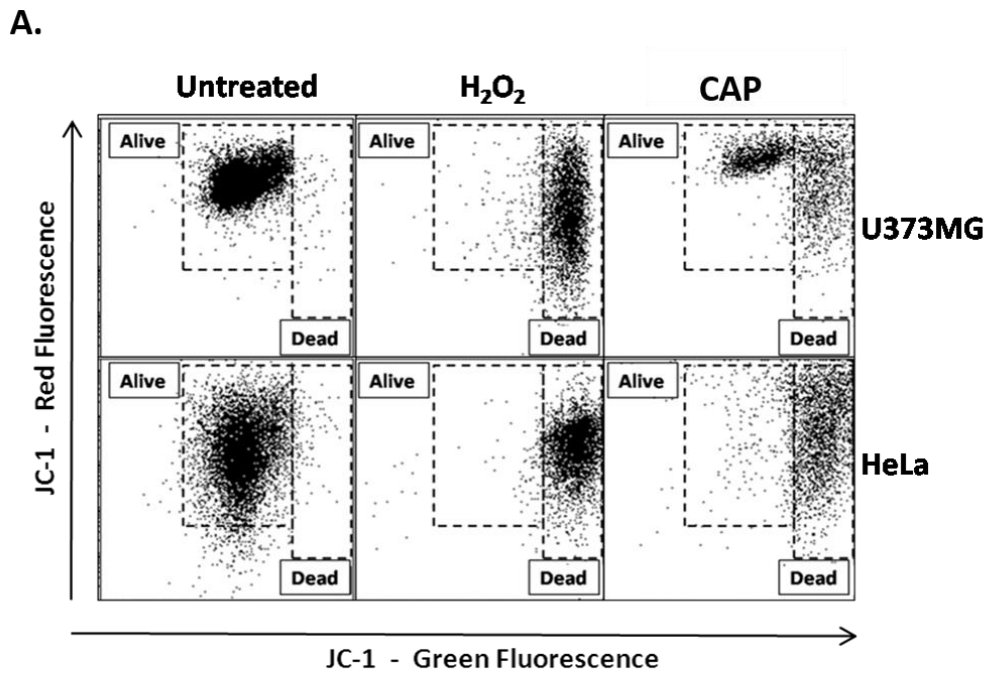 A.
Untreated
H₂O₂
CAP
Alive
Alive
Alive
U373MG
Dead
Dead
Dead
Alive
Alive
Alive
HeLa
Dead
Dead
Dead
JC-1 - Red Fluorescence
JC-1 - Green Fluorescence